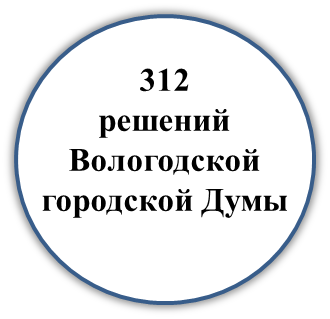 312
решений
Вологодской
городской Думы